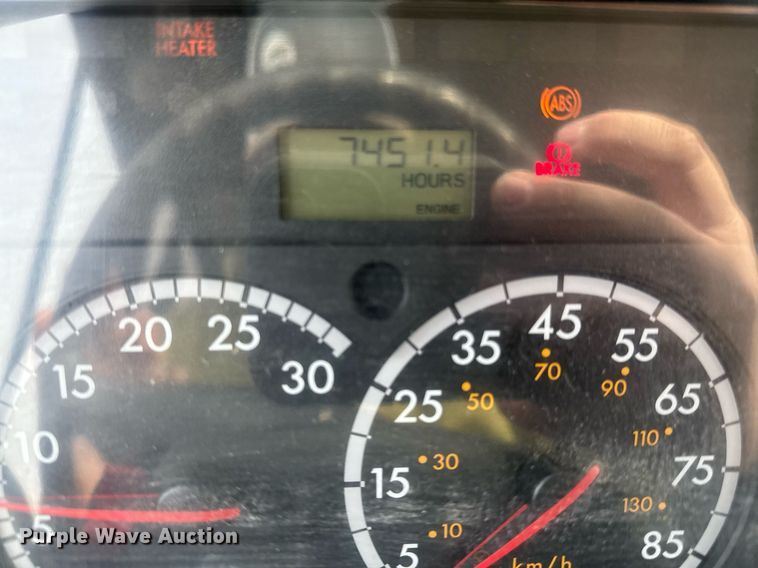 INTAKE
HEATER
ABS
BRAKE
7451.4
HOURS
ENGINE
5 10 15 20 25 30
5 15 25 35 45 55 65 75 85
10 30 50 70 90 110 130
km/h
Purple Wave Auction